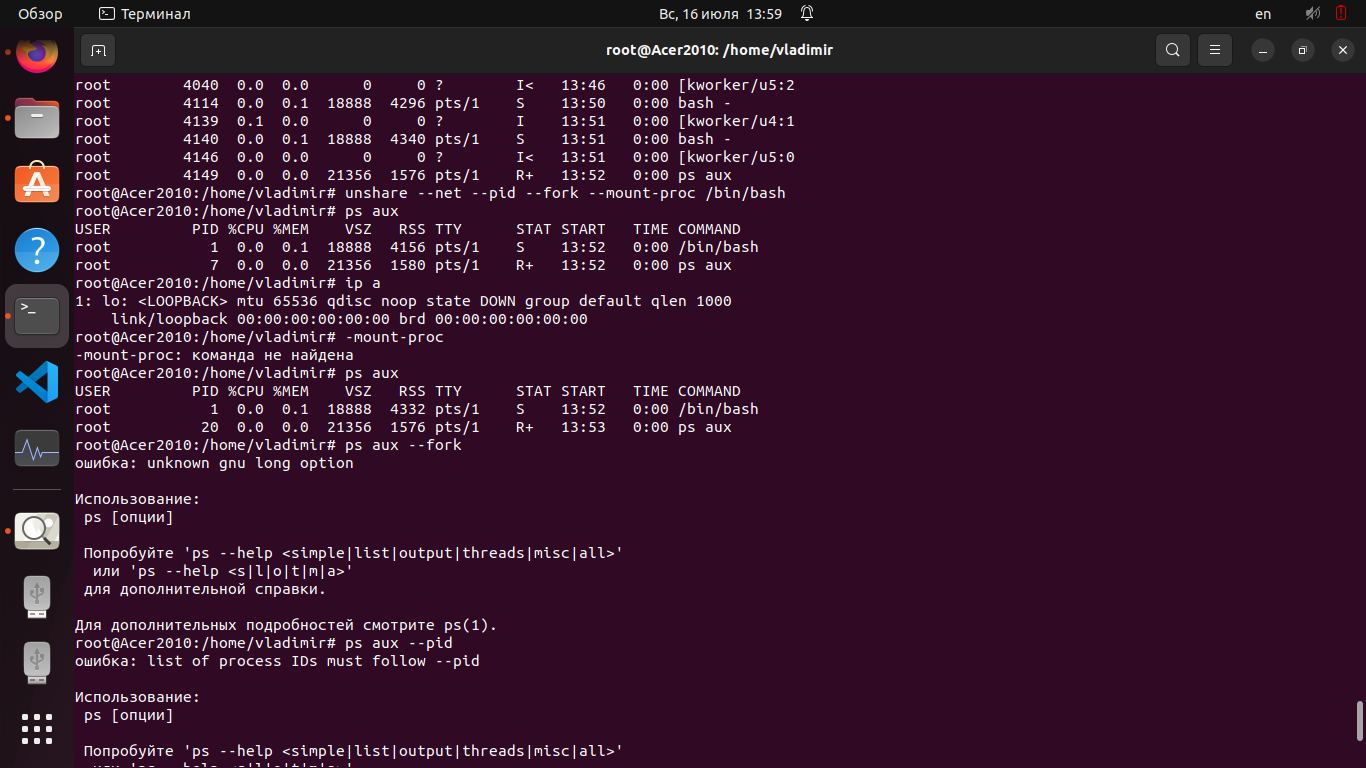 Обзор
Терминал
Вс, 16 июля 13:59
en
root@Acer2010: /home/vladimir
root 4040 0.0 0.0 0 0 ? I< 13:46 0:00 [kworker/u5:2
root 4114 0.0 0.1 18888 4296 pts/1 S 13:50 0:00 bash -
root 4139 0.1 0.0 0 0 ? I 13:51 0:00 [kworker/u4:1
root 4140 0.0 0.1 18888 4340 pts/1 S 13:51 0:00 bash -
root 4146 0.0 0.0 0 0 ? I< 13:51 0:00 [kworker/u5:0
root 4149 0.0 0.0 21356 1576 pts/1 R+ 13:52 0:00 ps aux
root@Acer2010:/home/vladimir# unshare --net --pid --fork --mount-proc /bin/bash
root@Acer2010:/home/vladimir# ps aux
USER PID %CPU %MEM VSZ RSS TTY STAT START TIME COMMAND
root 1 0.0 0.1 18888 4156 pts/1 S 13:52 0:00 /bin/bash
root 7 0.0 0.0 21356 1580 pts/1 R+ 13:52 0:00 ps aux
root@Acer2010:/home/vladimir# ip a
1: lo: <LOOPBACK> mtu 65536 qdisc noop state DOWN group default qlen 1000
link/loopback 00:00:00:00:00:00 brd 00:00:00:00:00:00
root@Acer2010:/home/vladimir# -mount-proc
-mount-proc: команда не найдена
root@Acer2010:/home/vladimir# ps aux
USER PID %CPU %MEM VSZ RSS TTY STAT START TIME COMMAND
root 1 0.0 0.1 18888 4332 pts/1 S 13:52 0:00 /bin/bash
root 20 0.0 0.0 21356 1576 pts/1 R+ 13:53 0:00 ps aux
root@Acer2010:/home/vladimir# ps aux --fork
ошибка: unknown gnu long option
Использование:
ps [опции]
Попробуйте 'ps --help <simple|list|output|threads|misc|all>'
или 'ps --help <s|l|o|t|m|a>'
для дополнительной справки.
Для дополнительных подробностей смотрите ps(1).
root@Acer2010:/home/vladimir# ps aux --pid
ошибка: list of process IDs must follow --pid
Использование:
ps [опции]
Попробуйте 'ps --help <simple|list|output|threads|misc|all>'